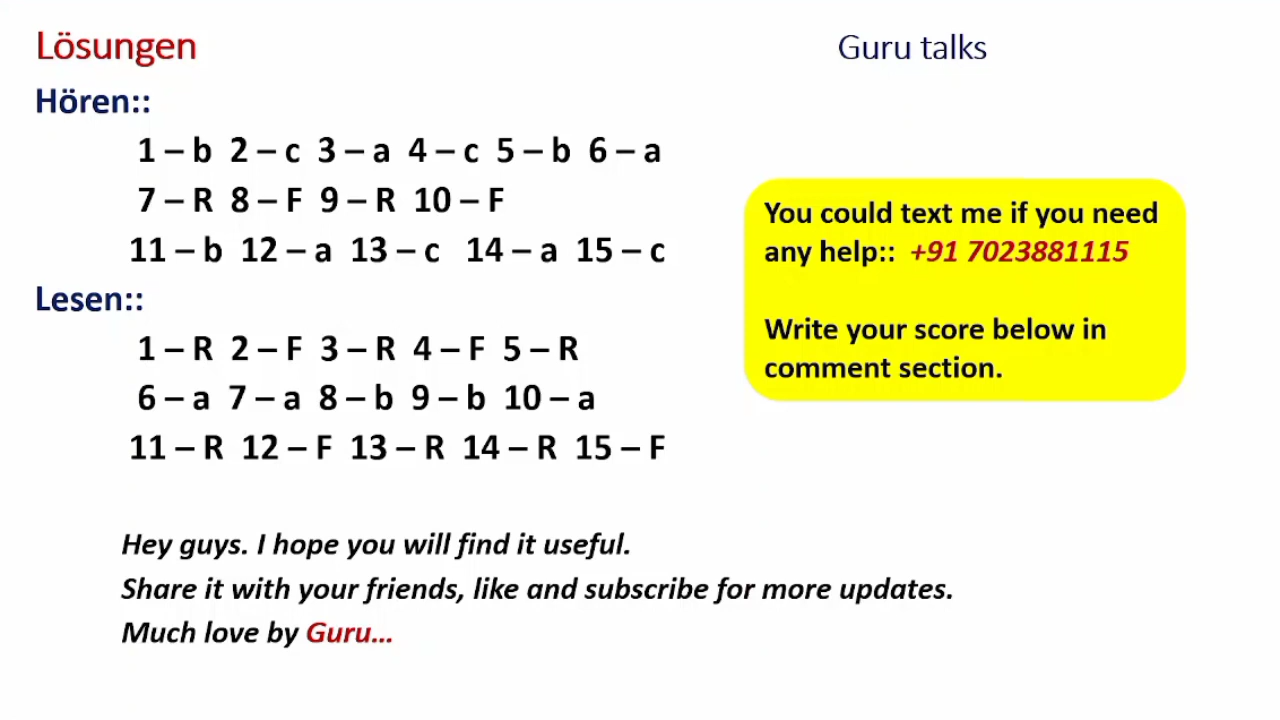 Lösungen
Guru talks
Hören::
1 – b 2 – c 3 – a 4 – c 5 – b 6 – a
7 – R 8 – F 9 – R 10 – F
11 – b 12 – a 13 – c 14 – a 15 – c
Lesen::
1 – R 2 – F 3 – R 4 – F 5 – R
6 – a 7 – a 8 – b 9 – b 10 – a
11 – R 12 – F 13 – R 14 – R 15 – F
You could text me if you need
any help:: +91 7023881115
Write your score below in
comment section.
Hey guys. I hope you will find it useful.
Share it with your friends, like and subscribe for more updates.
Much love by Guru...